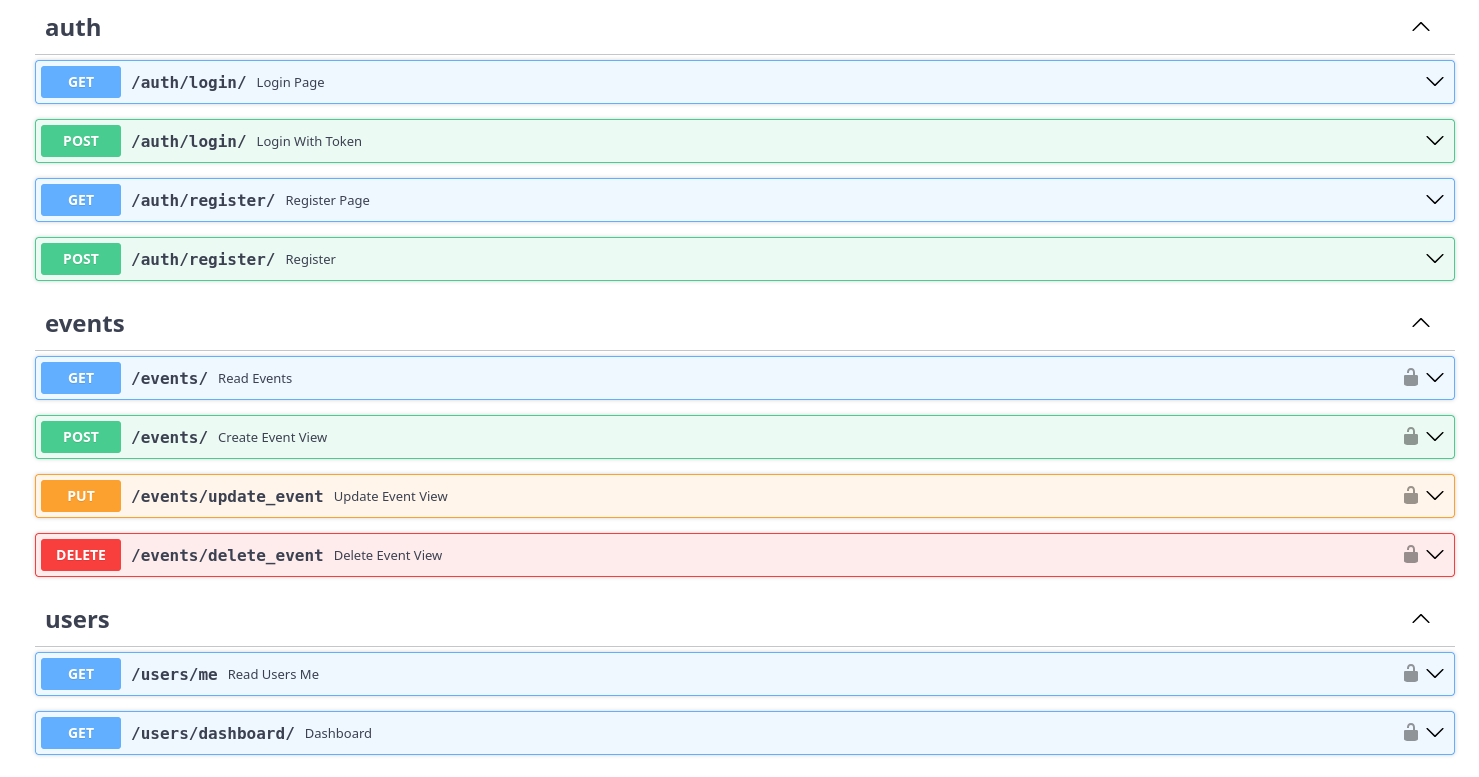 auth
GET /auth/login/ Login Page
POST /auth/login/ Login With Token
GET /auth/register/ Register Page
POST /auth/register/ Register
events
GET /events/ Read Events
POST /events/ Create Event View
PUT /events/update_event Update Event View
DELETE /events/delete_event Delete Event View
users
GET /users/me Read Users Me
GET /users/dashboard/ Dashboard